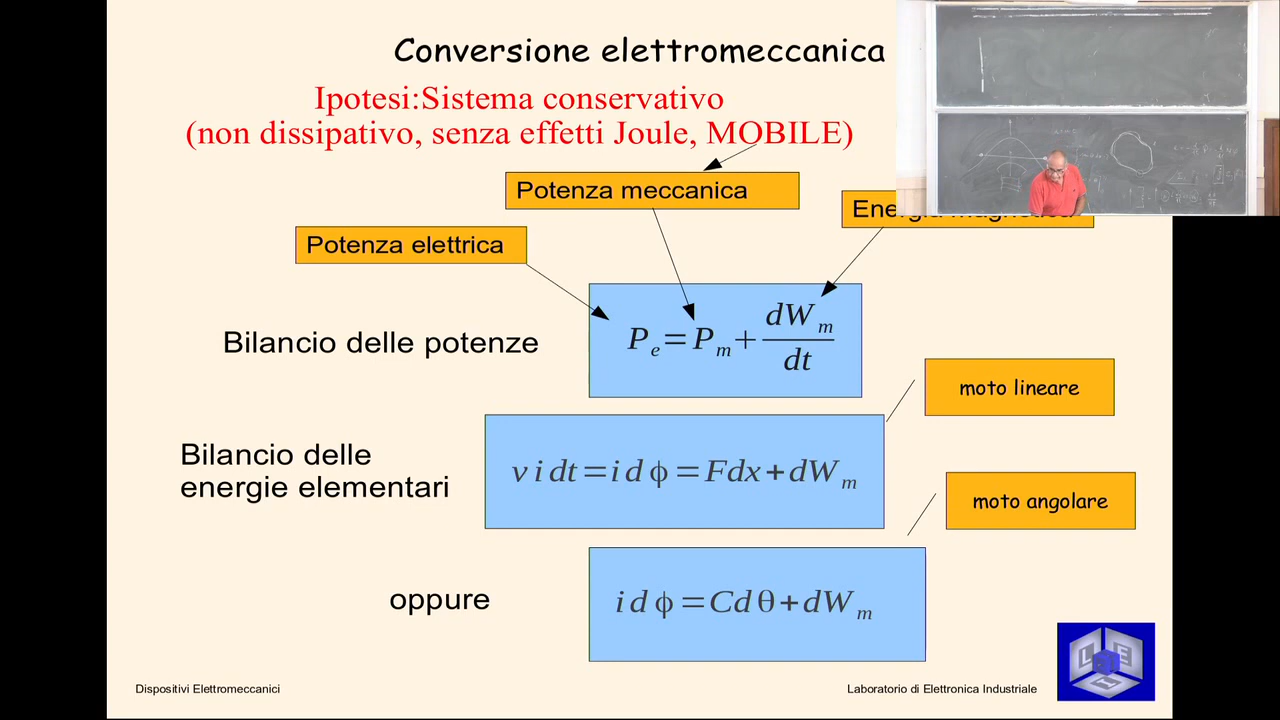 Conversione elettromeccanica
Ipotesi:Sistema conservativo
(non dissipativo, senza effetti Joule, MOBILE)
Potenza meccanica
Energia magnetica
Potenza elettrica
Bilancio delle potenze
P_e=P_m+dW_m/dt
moto lineare
Bilancio delle
energie elementari
v i dt=i d ϕ=Fdx+dW_m
moto angolare
oppure
i d ϕ=Cd θ+dW_m
Dispositivi Elettromeccanici
Laboratorio di Elettronica Industriale